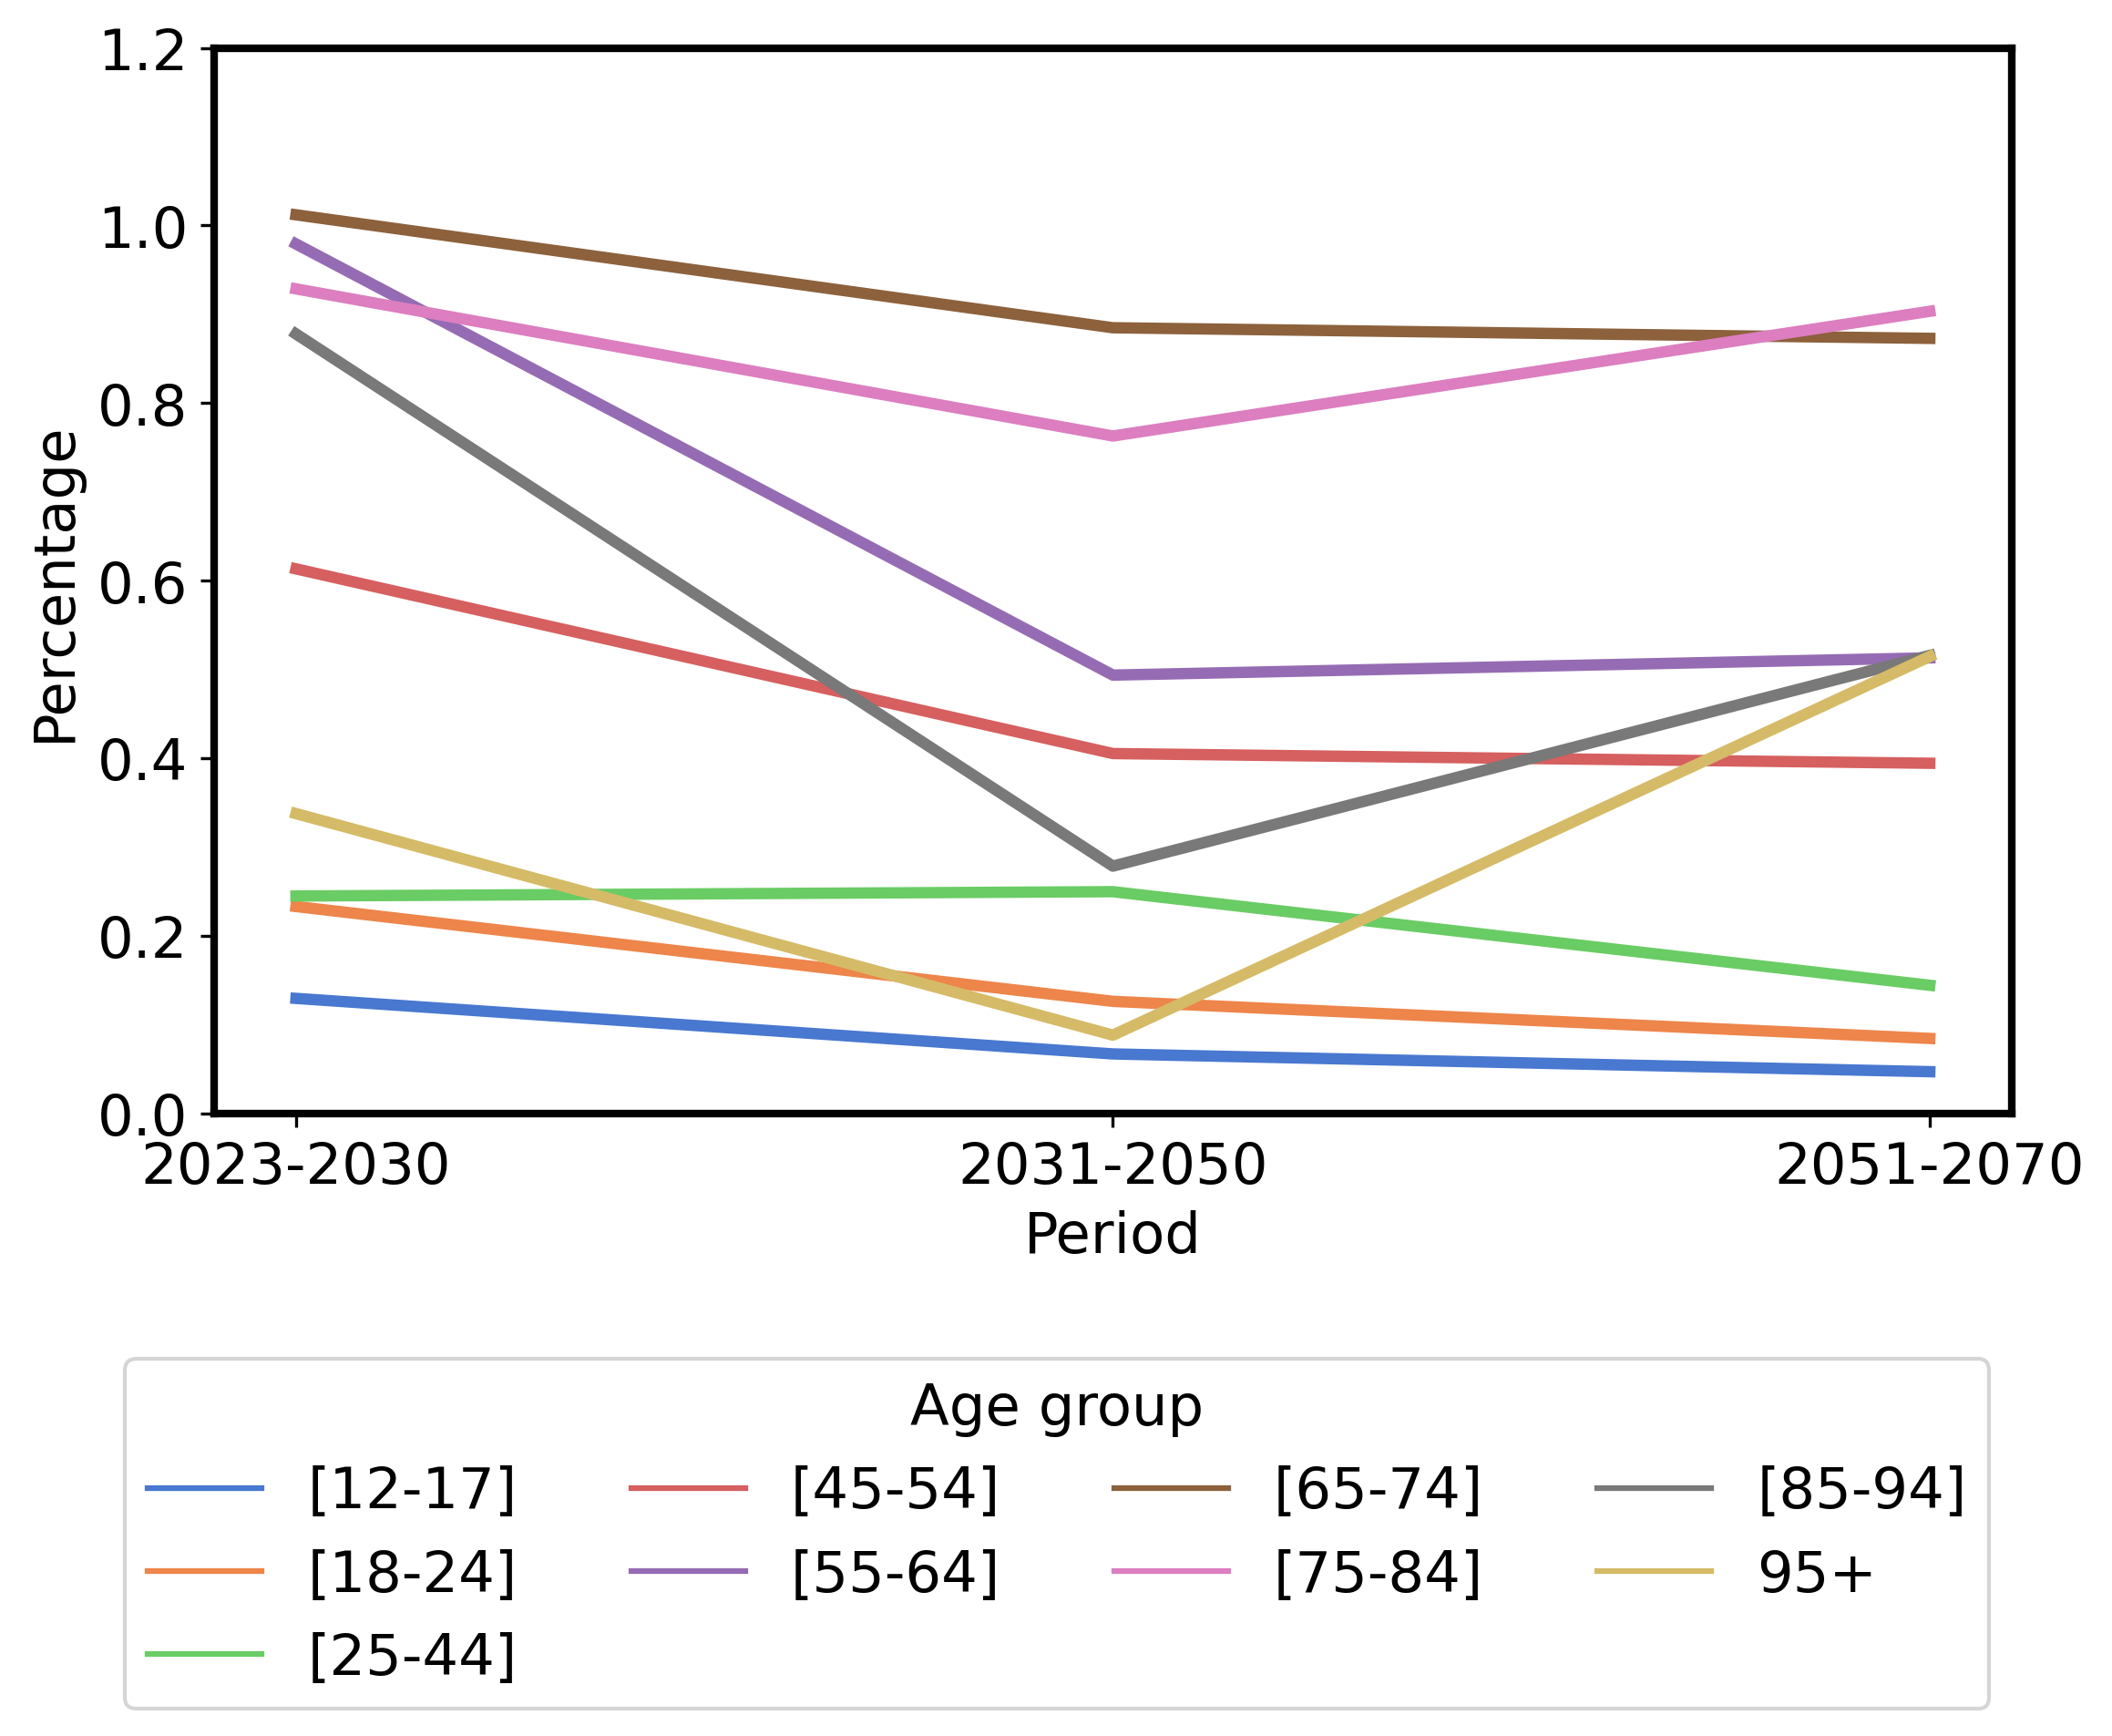 1.2
1.0
0.8
0.6
0.4
0.2
0.0
Percentage
2023-2030 2031-2050 2051-2070
Period
Age group
[12-17] [45-54] [65-74] [85-94]
[18-24] [55-64] [75-84] 95+
[25-44]